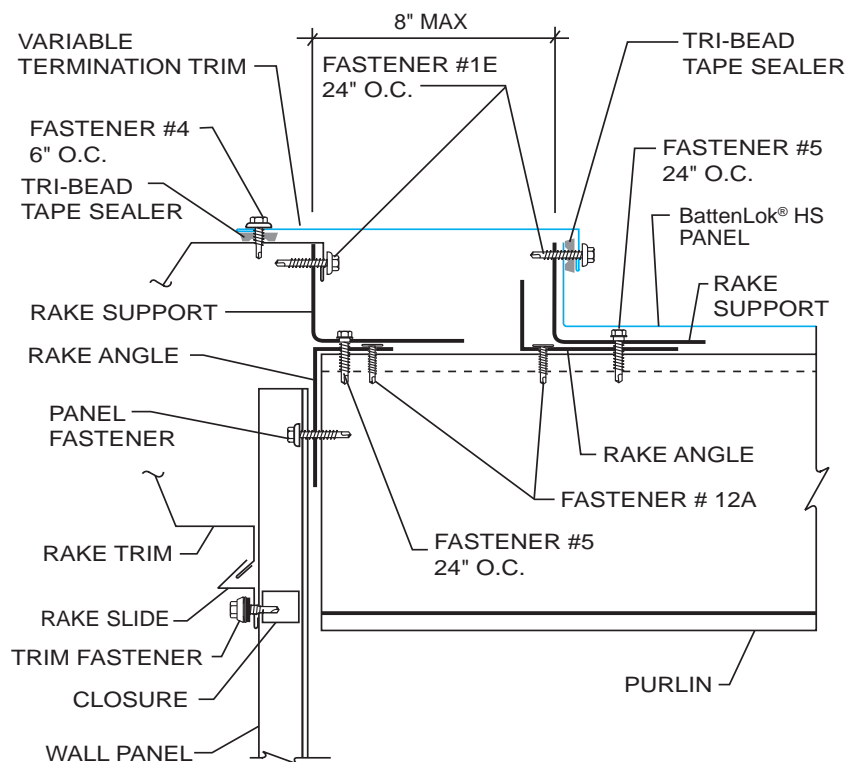 8" MAX
VARIABLE
TERMINATION TRIM
FASTENER #1E
24" O.C.
TRI-BEAD
TAPE SEALER
FASTENER #4
6" O.C.
FASTENER #5
24" O.C.
TRI-BEAD
TAPE SEALER
BattenLok® HS
PANEL
RAKE SUPPORT
RAKE
SUPPORT
RAKE ANGLE
PANEL
FASTENER
RAKE ANGLE
FASTENER # 12A
RAKE TRIM
FASTENER #5
24" O.C.
RAKE SLIDE
TRIM FASTENER
PURLIN
CLOSURE
WALL PANEL